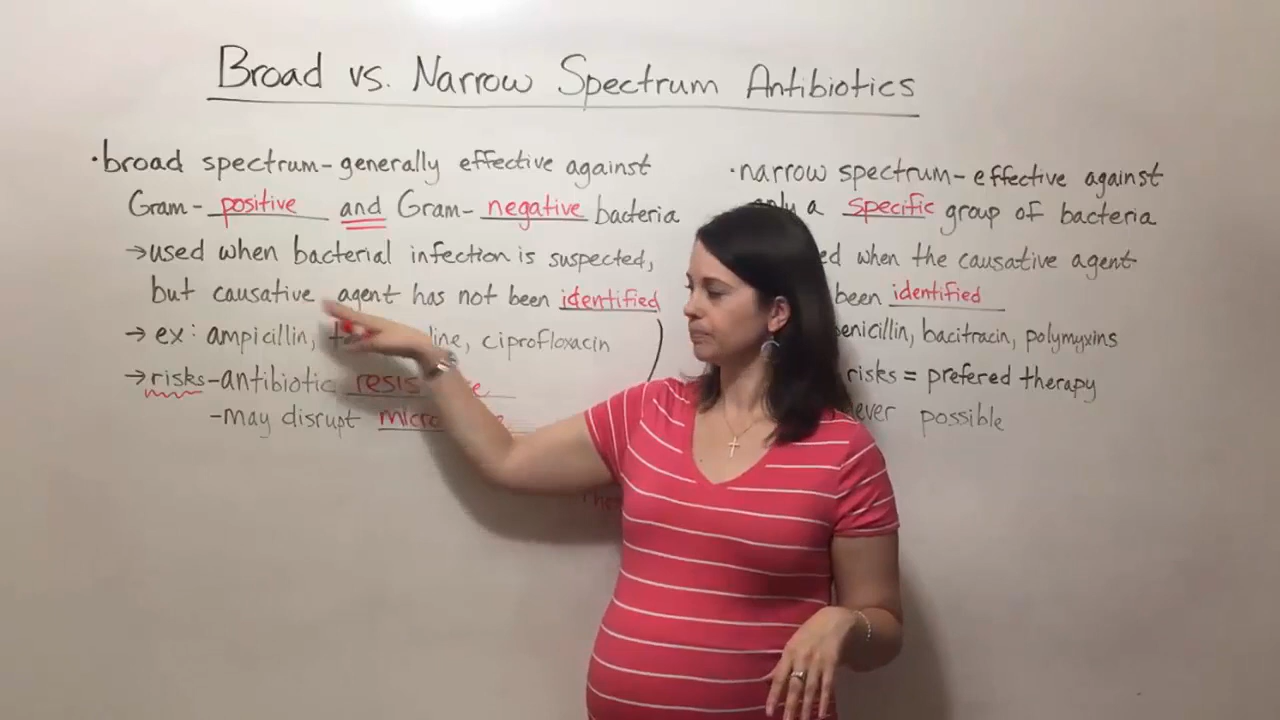 Broad vs. Narrow Spectrum Antibiotics
·broad spectrum-generally effective against
Gram-positive and Gram-negative bacteria
→used when bacterial infection is suspected,
but causative agent has not been identified
→ ex: ampicillin, ciprofloxacin
→risks-antibiotic
-may disrupt
·narrow spectrum-effective against
a specific group of bacteria
when the causative agent
been identified
bacitracin, polymyxins
risks = prefered therapy
possible